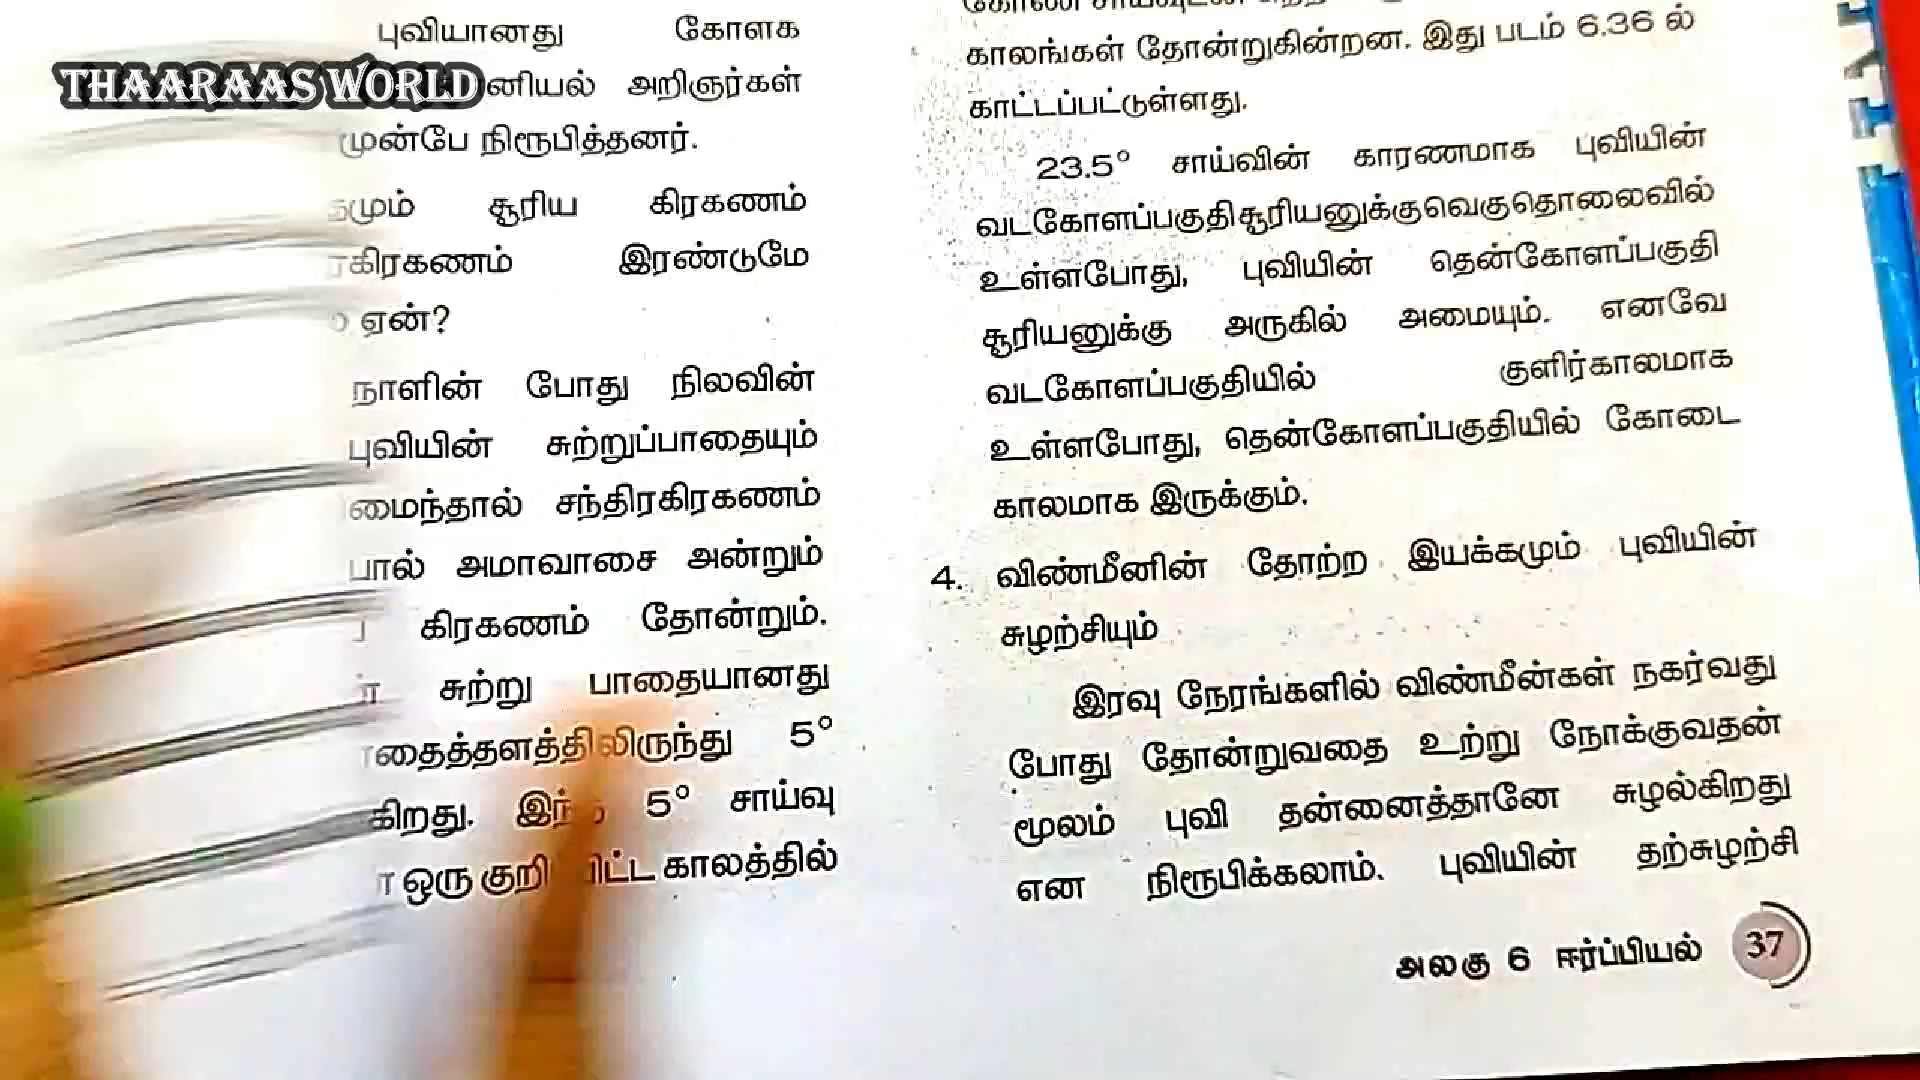 THAARAAS WORLD
புவியானது கோளக
அறிஞர்கள்
முன்பே நிரூபித்தனர்.
சூரிய கிரகணம்
இரண்டுமே
ஏன்?
நாளின் போது நிலவின்
புவியின் சுற்றுப்பாதையும்
சந்திரகிரகணம்
அமாவாசை அன்றும்
கிரகணம் தோன்றும்.
சுற்று பாதையானது
5°
5° சாய்வு
ஒரு காலத்தில்
காலங்கள் தோன்றுகின்றன. இது படம் 6.36 ல்
காட்டப்பட்டுள்ளது.
23.5° சாய்வின் காரணமாக புவியின்
வடகோளப்பகுதி சூரியனுக்கு வெகு தொலைவில்
உள்ளபோது, புவியின் தென்கோளப்பகுதி
சூரியனுக்கு அருகில் அமையும். எனவே
வடகோளப்பகுதியில் குளிர்காலமாக
உள்ளபோது, தென்கோளப்பகுதியில் கோடை
காலமாக இருக்கும்.
4. விண்மீனின் தோற்ற இயக்கமும் புவியின்
சுழற்சியும்
இரவு நேரங்களில் விண்மீன்கள் நகர்வது
போது தோன்றுவதை உற்று நோக்குவதன்
மூலம் புவி தன்னைத்தானே சுழல்கிறது
என நிரூபிக்கலாம். புவியின் தற்சுழற்சி
அலகு 6 ஈர்ப்பியல் 37